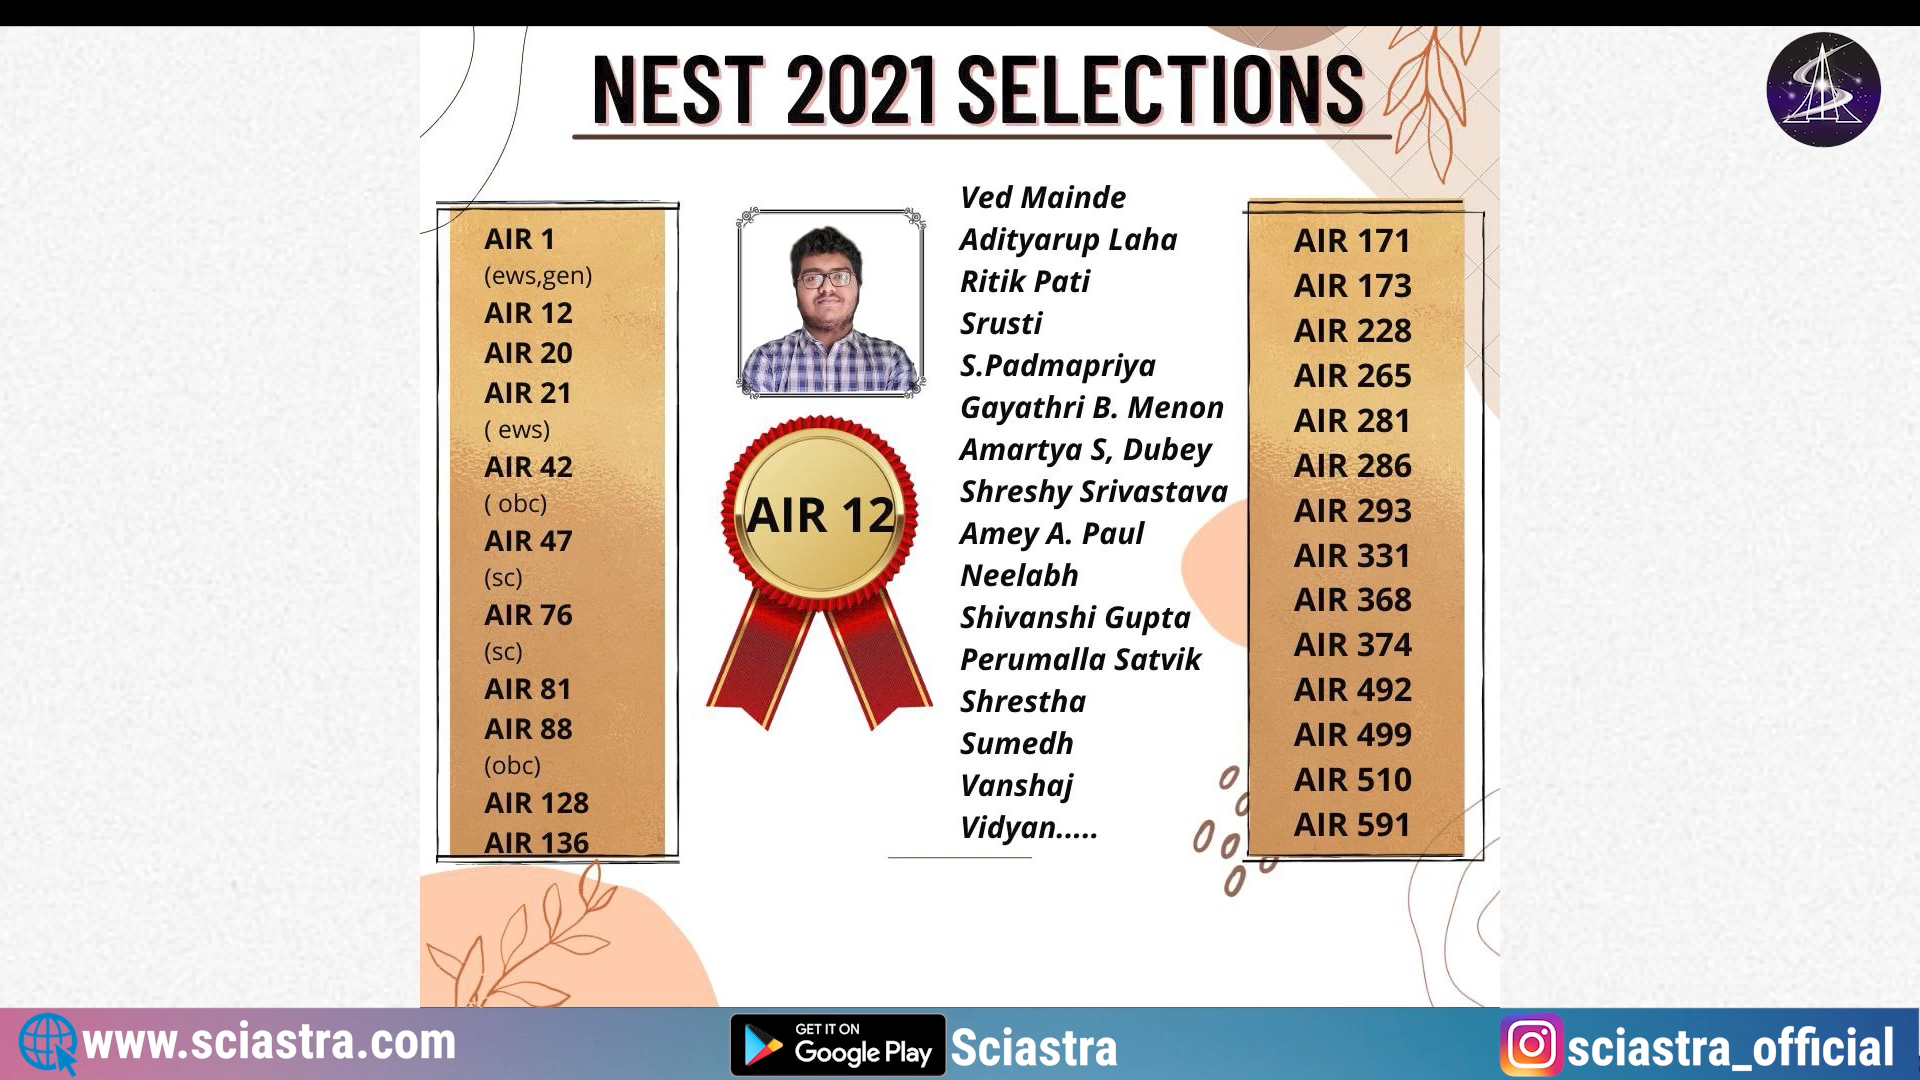 NEST 2021 SELECTIONS
AIR 1
(ews,gen)
AIR 12
AIR 20
AIR 21
( ews)
AIR 42
( obc)
AIR 47
(sc)
AIR 76
(sc)
AIR 81
AIR 88
(obc)
AIR 128
AIR 136
AIR 12
Ved Mainde
Adityarup Laha
Ritik Pati
Srusti
S.Padmapriya
Gayathri B. Menon
Amartya S, Dubey
Shreshy Srivastava
Amey A. Paul
Neelabh
Shivanshi Gupta
Perumalla Satvik
Shrestha
Sumedh
Vanshaj
Vidyan.....
AIR 171
AIR 173
AIR 228
AIR 265
AIR 281
AIR 286
AIR 293
AIR 331
AIR 368
AIR 374
AIR 492
AIR 499
AIR 510
AIR 591
www.sciastra.com
GET IT ON
Google Play
Sciastra
sciastra_official